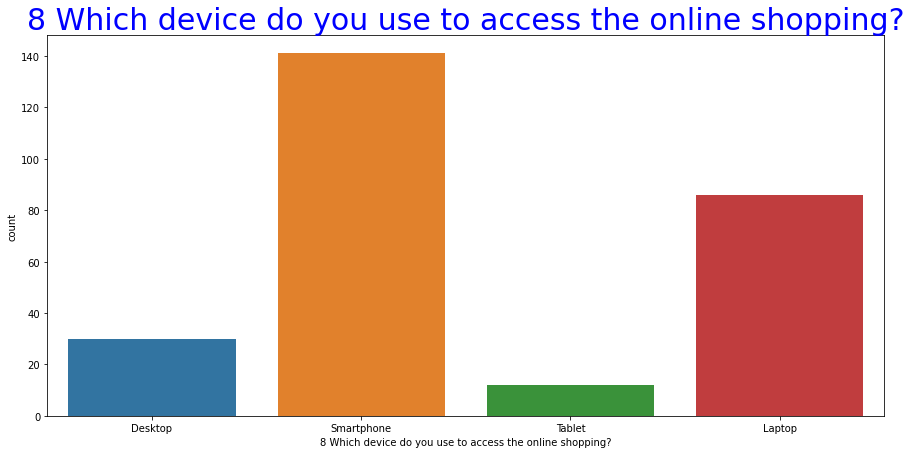 8 Which device do you use to access the online shopping?
140
120
100
80
60
40
20
0
count
Desktop Smartphone Tablet Laptop
8 Which device do you use to access the online shopping?